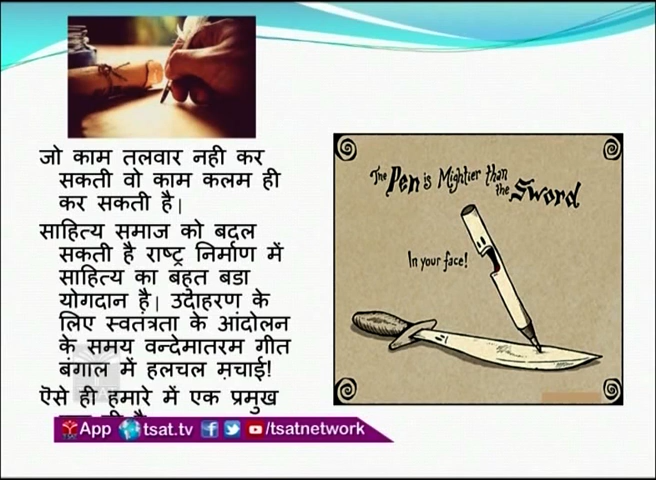 जो काम तलवार नही कर
सकती वो काम कलम ही
कर सकती है।
साहित्य समाज को बदल
सकती है राष्ट्र निर्माण में
साहित्य का बहुत बडा
योगदान है। उदाहरण के
लिए स्वतंत्रता के आंदोलन
के समय वन्देमातरम गीत
बंगाल में हलचल म़चाई!
ऎसे ही हमारे में एक प्रमुख
The Pen is Mightier than
the Sword
In your face!
App tsat.tv /tsatnetwork